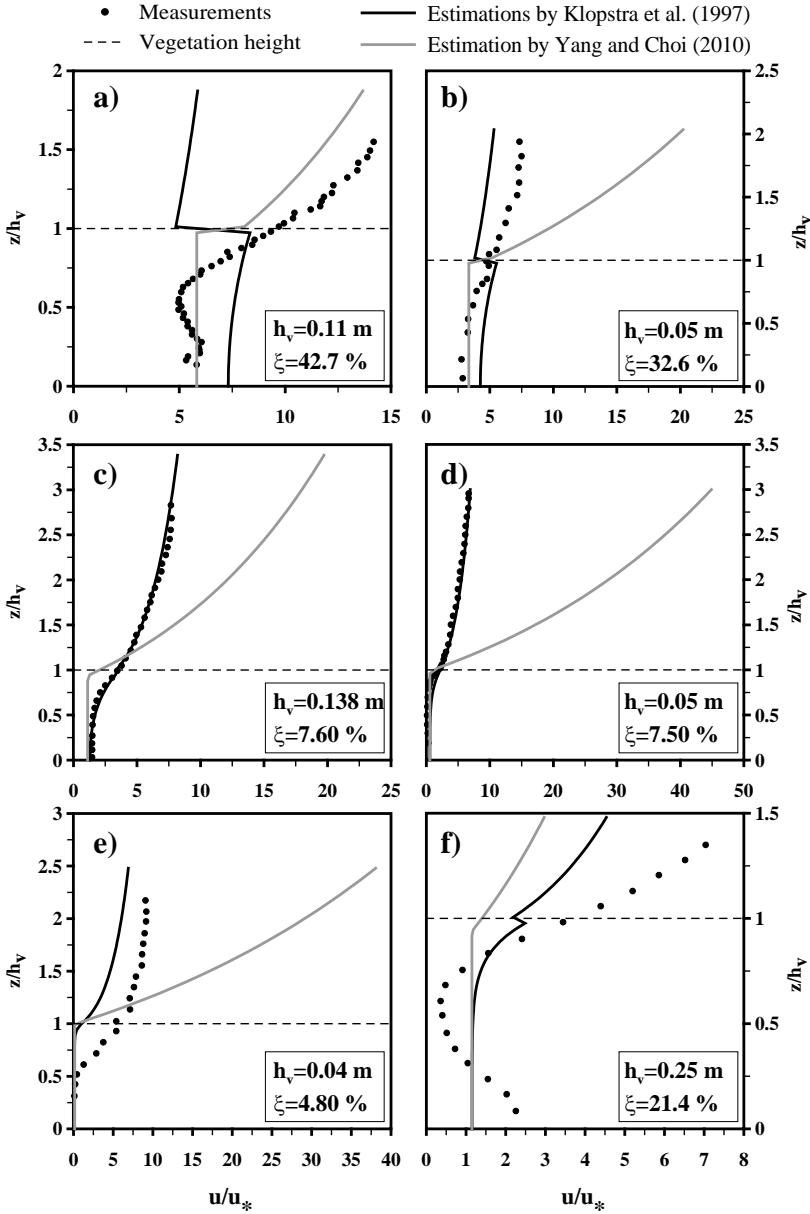 Measurements
Estimations by Klopstra et al. (1997)
Vegetation height
Estimation by Yang and Choi (2010)
a)
2
1.5
1
0.5
0
z/h_v
0
5
10
15
h_v=0.11 m
ξ=42.7 %
b)
2.5
2
1.5
1
0.5
0
z/h_v
0
5
10
15
20
25
h_v=0.05 m
ξ=32.6 %
c)
3.5
3
2.5
2
1.5
1
0.5
0
z/h_v
0
5
10
15
20
25
h_v=0.138 m
ξ=7.60 %
d)
3.5
3
2.5
2
1.5
1
0.5
0
z/h_v
0
10
20
30
40
50
h_v=0.05 m
ξ=7.50 %
e)
3
2.5
2
1.5
1
0.5
0
z/h_v
0
5
10
15
20
25
30
35
40
h_v=0.04 m
ξ=4.80 %
u/u_*
f)
1.5
1
0.5
0
z/h_v
0
1
2
3
4
5
6
7
8
h_v=0.25 m
ξ=21.4 %
u/u_*